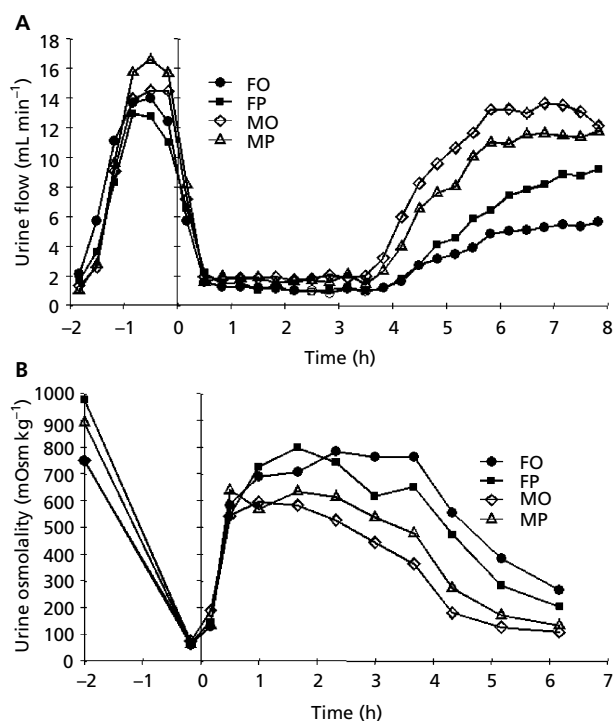 A
Urine flow (mL min⁻¹)
18
16
14
12
10
8
6
4
2
0
FO
FP
MO
MP
−2 −1 0 1 2 3 4 5 6 7 8
Time (h)
B
Urine osmolality (mOsm kg⁻¹)
1000
900
800
700
600
500
400
300
200
100
0
FO
FP
MO
MP
−2 −1 0 1 2 3 4 5 6 7
Time (h)